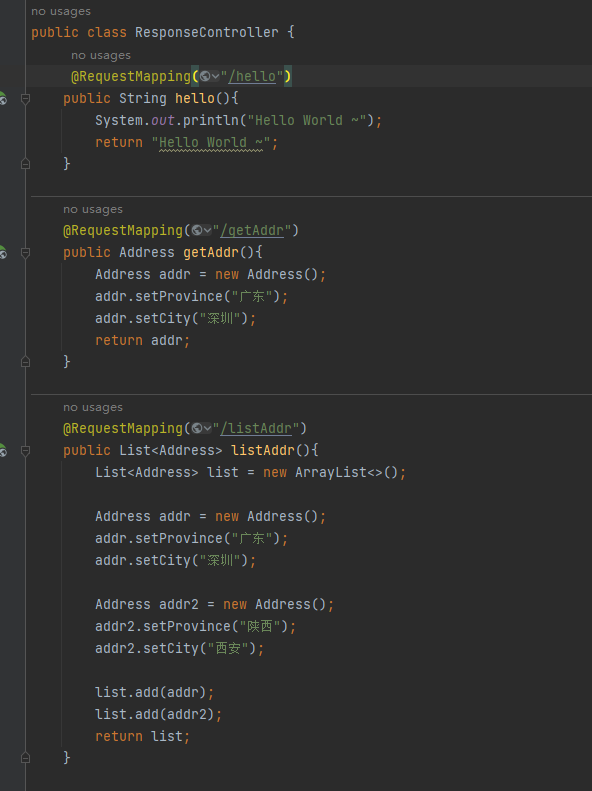 no usages
public class ResponseController {
no usages
@RequestMapping("/hello")
public String hello(){
System.out.println("Hello World ~");
return "Hello World ~";
}
no usages
@RequestMapping("/getAddr")
public Address getAddr(){
Address addr = new Address();
addr.setProvince("广东");
addr.setCity("深圳");
return addr;
}
no usages
@RequestMapping("/listAddr")
public List<Address> listAddr(){
List<Address> list = new ArrayList<>();
Address addr = new Address();
addr.setProvince("广东");
addr.setCity("深圳");
Address addr2 = new Address();
addr2.setProvince("陕西");
addr2.setCity("西安");
list.add(addr);
list.add(addr2);
return list;
}